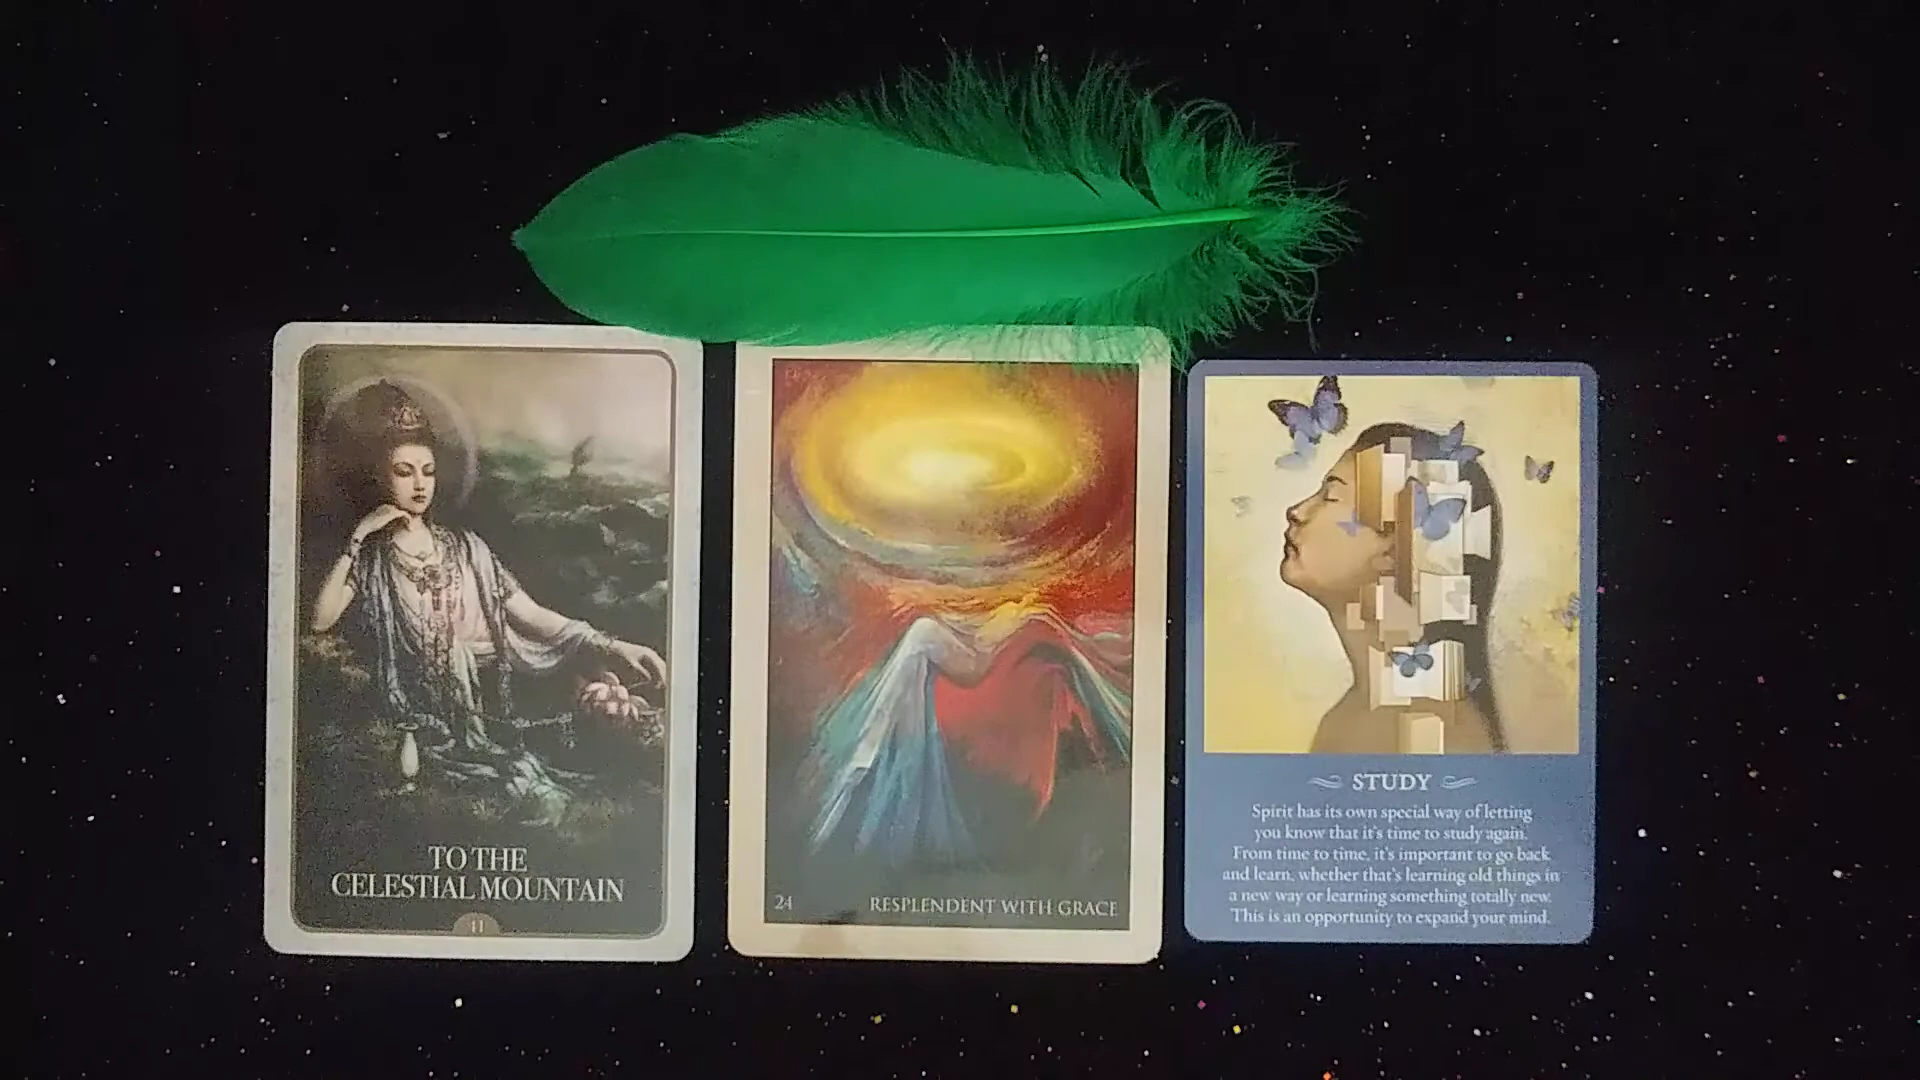 TO THE
CELESTIAL MOUNTAIN
11
24 RESPLENDENT WITH GRACE
STUDY
Spirit has its own special way of letting
you know that it's time to study again.
From time to time, it's important to go back
and learn, whether that's learning old things in
a new way or learning something totally new.
This is an opportunity to expand your mind.